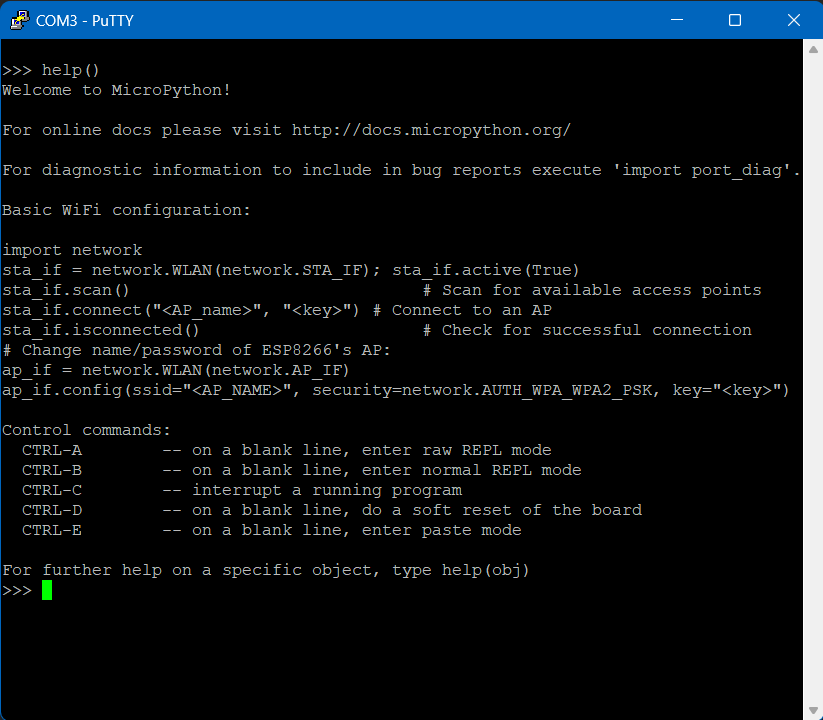 COM3 - PuTTY
>>> help()
Welcome to MicroPython!
For online docs please visit http://docs.micropython.org/
For diagnostic information to include in bug reports execute 'import port_diag'.
Basic WiFi configuration:
import network
sta_if = network.WLAN(network.STA_IF); sta_if.active(True)
sta_if.scan()                             # Scan for available access points
sta_if.connect("<AP_name>", "<key>") # Connect to an AP
sta_if.isconnected()                      # Check for successful connection
# Change name/password of ESP8266's AP:
ap_if = network.WLAN(network.AP_IF)
ap_if.config(ssid="<AP_NAME>", security=network.AUTH_WPA_WPA2_PSK, key="<key>")
Control commands:
  CTRL-A        -- on a blank line, enter raw REPL mode
  CTRL-B        -- on a blank line, enter normal REPL mode
  CTRL-C        -- interrupt a running program
  CTRL-D        -- on a blank line, do a soft reset of the board
  CTRL-E        -- on a blank line, enter paste mode
For further help on a specific object, type help(obj)
>>>